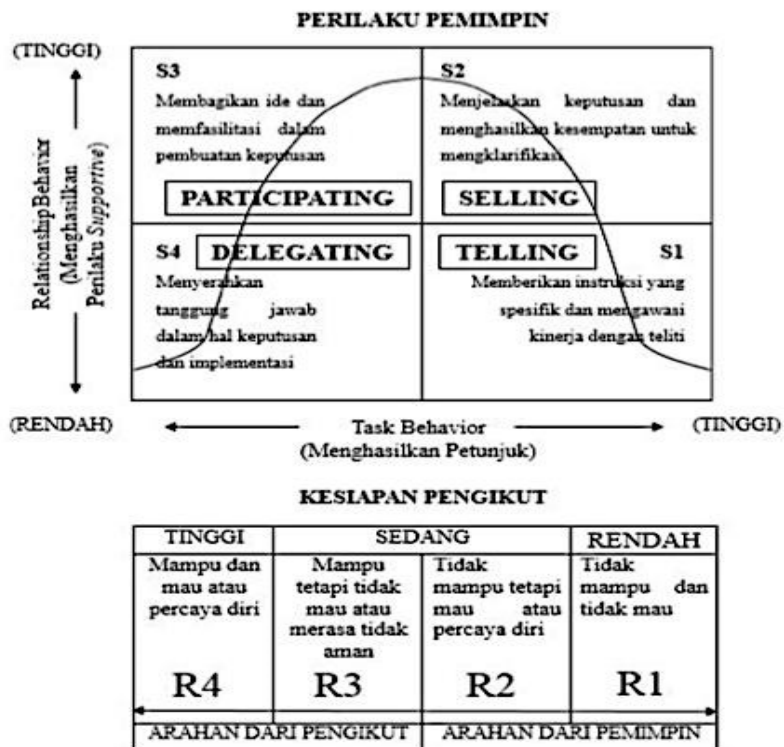 PERILAKU PEMIMPIN
(TINGGI)
S3
Membagikan ide dan
memfasilitasi dalam
pembuatan keputusan
PARTICIPATING
S2
Menjelaskan keputusan dan
menghasilkan kesempatan untuk
mengklarifikasi
SELLING
Relationship Behavior
(Menghasilkan
Perilaku Supportive)
S4 DELEGATING
Menyerahkan
tanggung jawab
dalam hal keputusan
dan implementasi
TELLING S1
Memberikan instruksi yang
spesifik dan mengawasi
kinerja dengan teliti
(RENDAH)
Task Behavior
(Menghasilkan Petunjuk)
(TINGGI)
KESIAPAN PENGIKUT
TINGGI
SEDANG
RENDAH
Mampu dan
mau atau
percaya diri
R4
Mampu
tetapi tidak
mau atau
merasa tidak
aman
R3
Tidak
mampu tetapi
mau atau
percaya diri
R2
Tidak
mampu dan
tidak mau
R1
ARAHAN DARI PENGIKUT
ARAHAN DARI PEMIMPIN